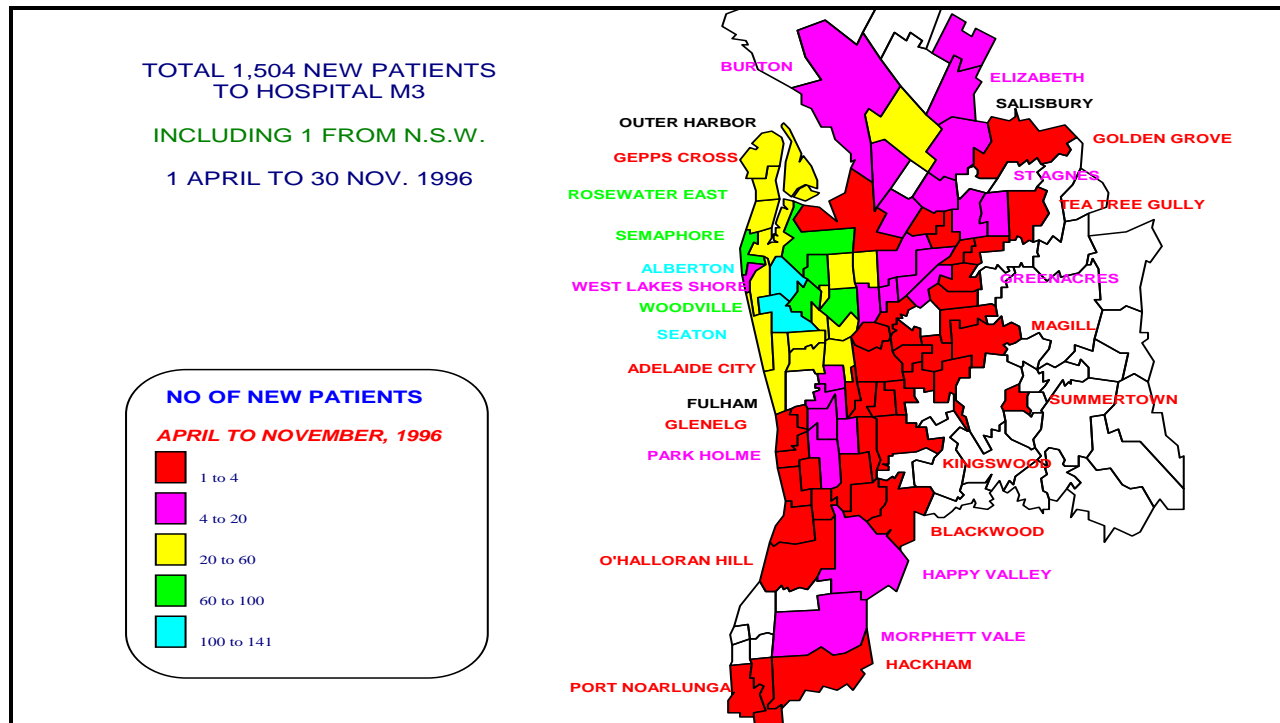 TOTAL 1,504 NEW PATIENTS
TO HOSPITAL M3
INCLUDING 1 FROM N.S.W.
1 APRIL TO 30 NOV. 1996
NO OF NEW PATIENTS
APRIL TO NOVEMBER, 1996
1 to 4
4 to 20
20 to 60
60 to 100
100 to 141
BURTON
ELIZABETH
SALISBURY
OUTER HARBOR
GOLDEN GROVE
GEPPS CROSS
ST AGNES
ROSEWATER EAST
TEA TREE GULLY
SEMAPHORE
ALBERTON
GREENACRES
WEST LAKES SHORE
WOODVILLE
MAGILL
SEATON
ADELAIDE CITY
SUMMERTOWN
FULHAM
GLENELG
PARK HOLME
KINGSWOOD
BLACKWOOD
O'HALLORAN HILL
HAPPY VALLEY
MORPHETT VALE
HACKHAM
PORT NOARLUNGA